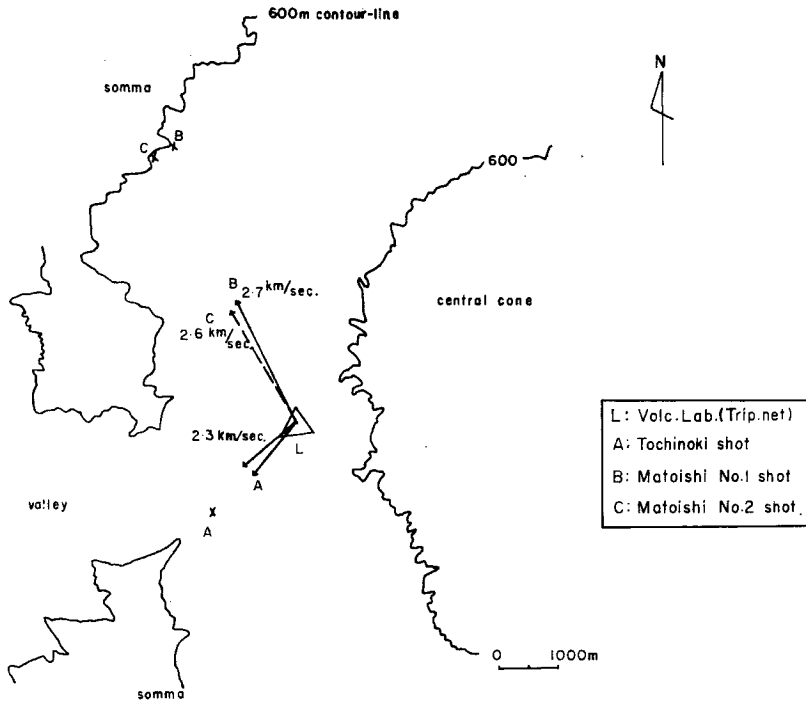 600m contour-line
somma
N
B
C
600
B
2.7 km/sec.
C
2.6 km/sec.
central cone
2.3 km/sec.
L
A
valley
A
somma
0 1000m
L: Volc. Lab. (Trip. net)
A: Tochinoki shot
B: Matoishi No.1 shot
C: Matoishi No.2 shot.